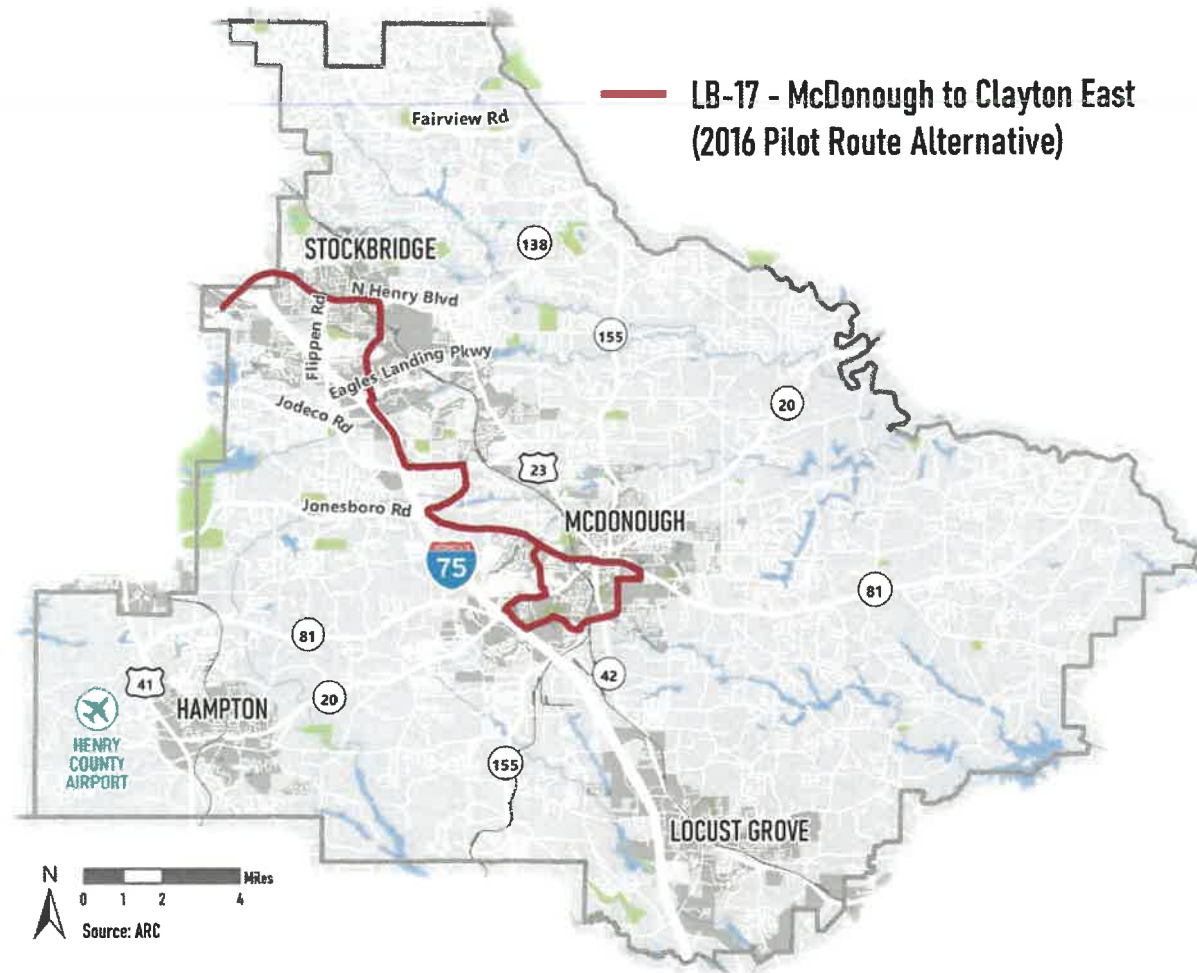 LB-17 - McDonough to Clayton East
(2016 Pilot Route Alternative)
Fairview Rd
STOCKBRIDGE
138
N Henry Blvd
Flippen Rd
155
Eagles Landing Pkwy
Jodeco Rd
20
23
Jonesboro Rd
MCDONOUGH
75
81
81
42
41
20
HAMPTON
HENRY
COUNTY
AIRPORT
155
LOCUST GROVE
N
Miles
0 1 2 4
Source: ARC